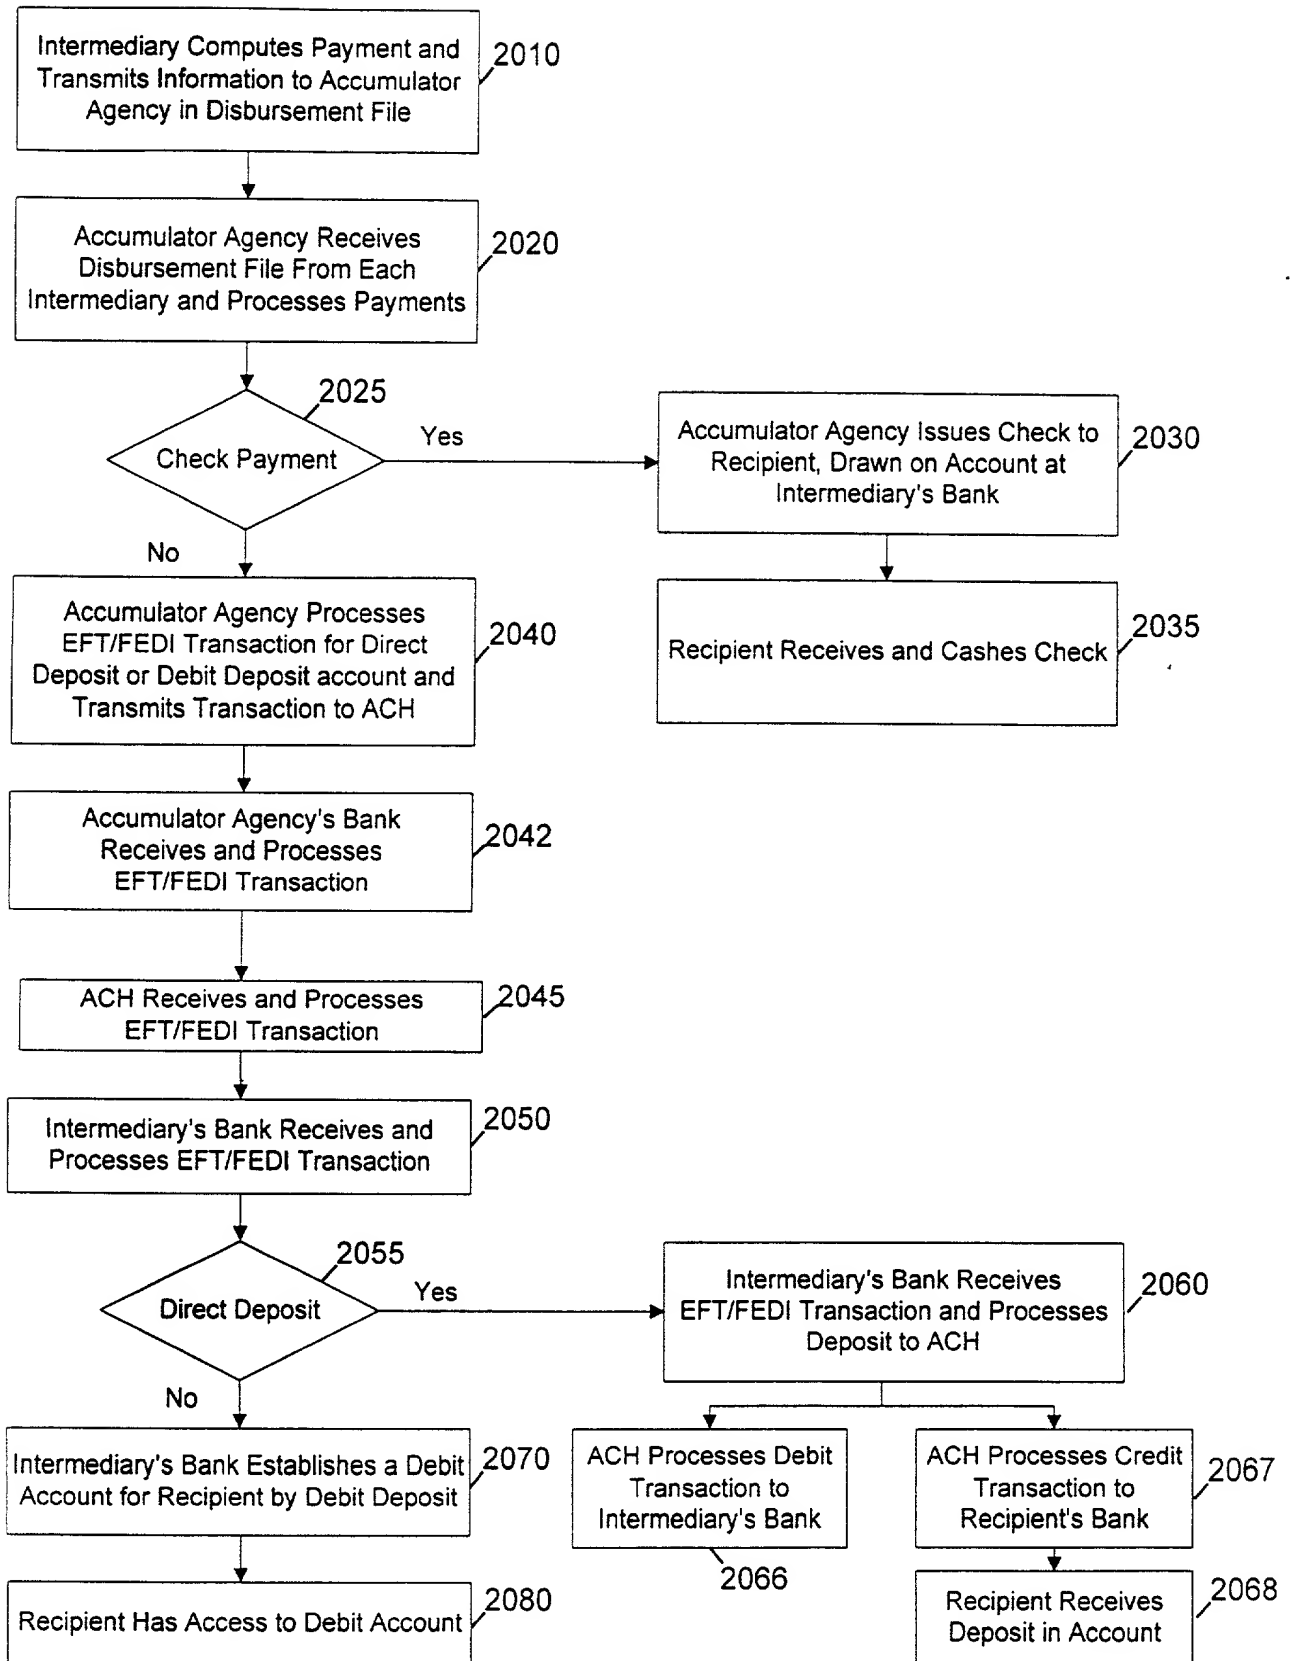 Intermediary Computes Payment and
Transmits Information to Accumulator
Agency in Disbursement File
2010
Accumulator Agency Receives
Disbursement File From Each
Intermediary and Processes Payments
2020
2025
Check Payment
Yes
No
Accumulator Agency Issues Check to
Recipient, Drawn on Account at
Intermediary's Bank
2030
Recipient Receives and Cashes Check
2035
Accumulator Agency Processes
EFT/FEDI Transaction for Direct
Deposit or Debit Deposit account and
Transmits Transaction to ACH
2040
Accumulator Agency's Bank
Receives and Processes
EFT/FEDI Transaction
2042
ACH Receives and Processes
EFT/FEDI Transaction
2045
Intermediary's Bank Receives and
Processes EFT/FEDI Transaction
2050
2055
Direct Deposit
Yes
No
Intermediary's Bank Receives
EFT/FEDI Transaction and Processes
Deposit to ACH
2060
ACH Processes Debit
Transaction to
Intermediary's Bank
2066
ACH Processes Credit
Transaction to
Recipient's Bank
2067
Recipient Receives
Deposit in Account
2068
Intermediary's Bank Establishes a Debit
Account for Recipient by Debit Deposit
2070
Recipient Has Access to Debit Account
2080